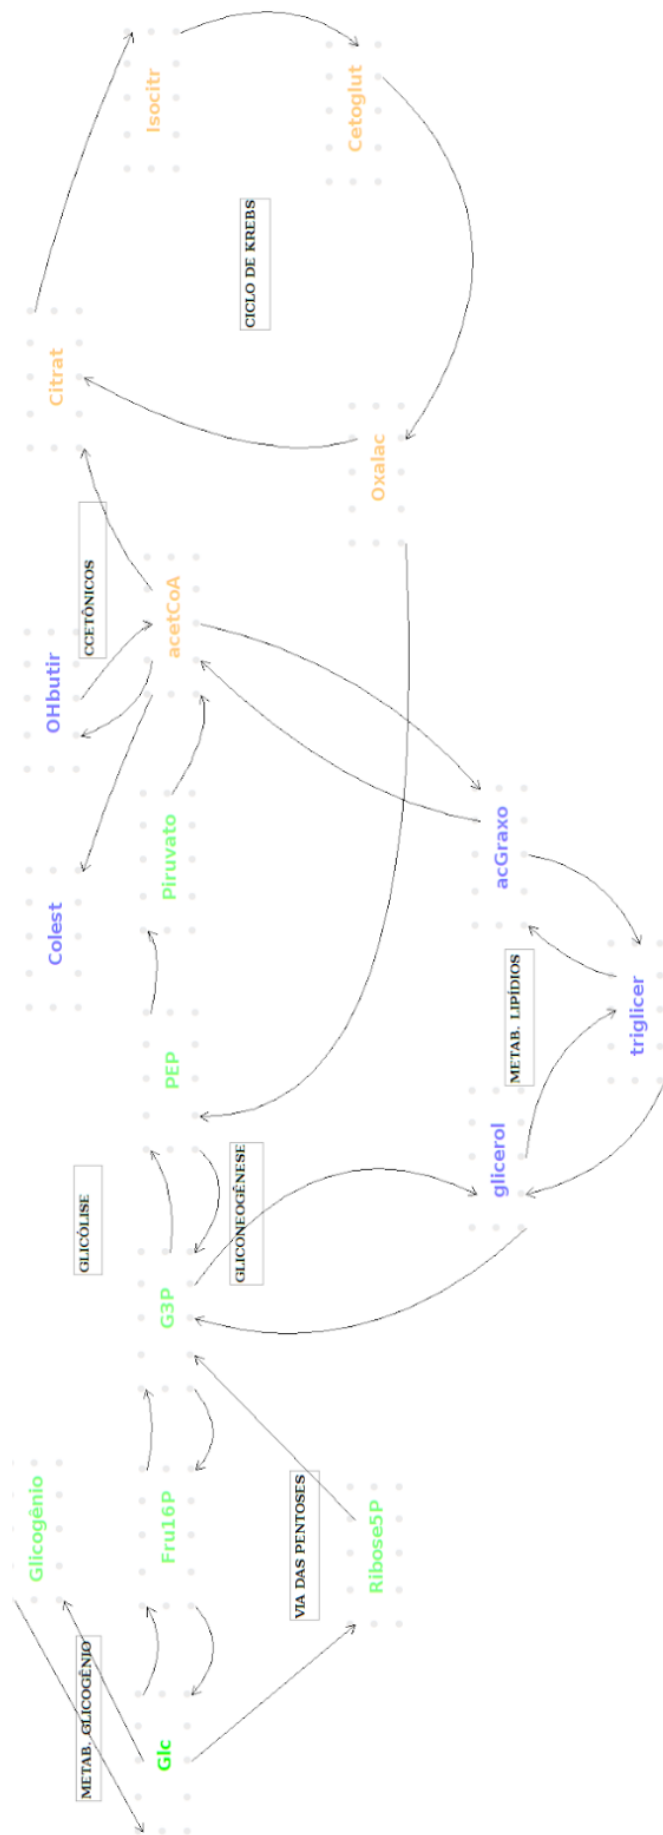 Glicogênio
METAB. GLICOGÊNIO
Glc
Fru16P
G3P
PEP
Piruvato
acetCoA
GLICÓLISE
GLICONEOGÊNESE
VIA DAS PENTOSES
Ribose5P
Colest
OHbutir
CCETÔNICOS
Citrat
Isocitr
CICLO DE KREBS
Cetoglut
Oxalac
glicerol
METAB. LIPÍDIOS
acGraxo
triglicer